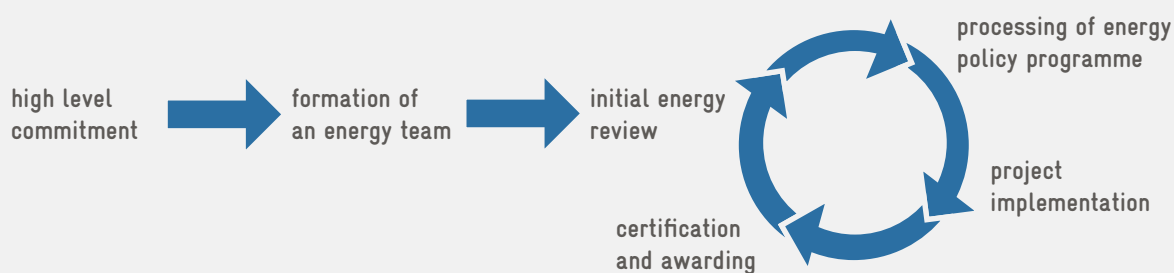 high level
commitment
formation of
an energy team
initial energy
review
processing of energy
policy programme
project
implementation
certification
and awarding